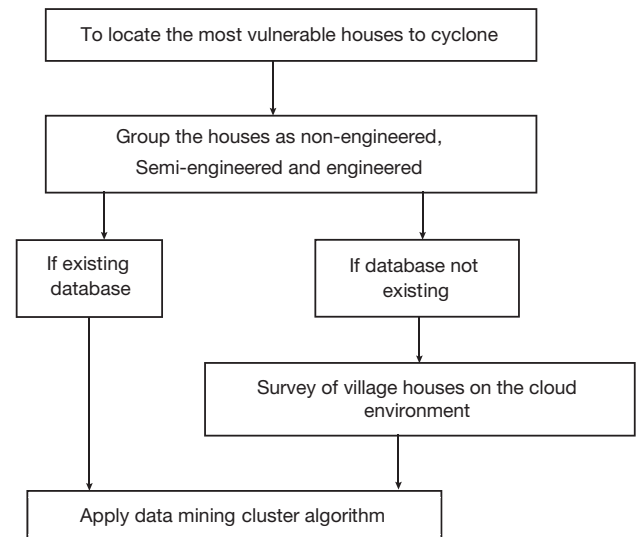 To locate the most vulnerable houses to cyclone
Group the houses as non-engineered,
Semi-engineered and engineered
If existing
database
If database not
existing
Survey of village houses on the cloud
environment
Apply data mining cluster algorithm